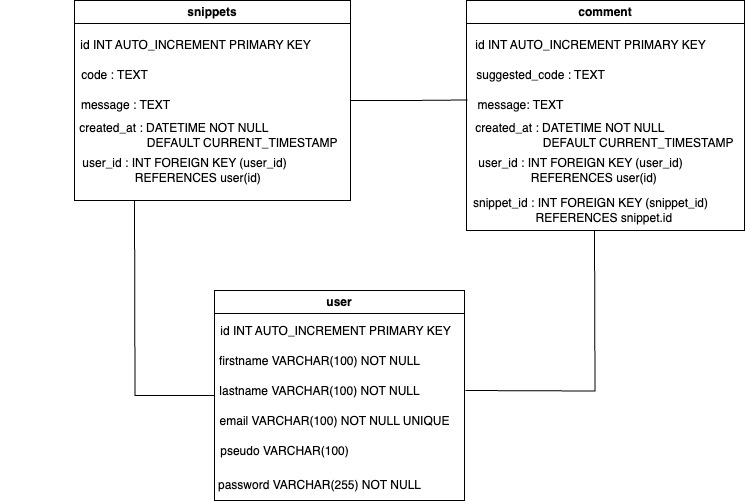 snippets
id INT AUTO_INCREMENT PRIMARY KEY
code : TEXT
message : TEXT
created_at : DATETIME NOT NULL
DEFAULT CURRENT_TIMESTAMP
user_id : INT FOREIGN KEY (user_id)
REFERENCES user(id)
comment
id INT AUTO_INCREMENT PRIMARY KEY
suggested_code : TEXT
message: TEXT
created_at : DATETIME NOT NULL
DEFAULT CURRENT_TIMESTAMP
user_id : INT FOREIGN KEY (user_id)
REFERENCES user(id)
snippet_id : INT FOREIGN KEY (snippet_id)
REFERENCES snippet.id
user
id INT AUTO_INCREMENT PRIMARY KEY
firstname VARCHAR(100) NOT NULL
lastname VARCHAR(100) NOT NULL
email VARCHAR(100) NOT NULL UNIQUE
pseudo VARCHAR(100)
password VARCHAR(255) NOT NULL